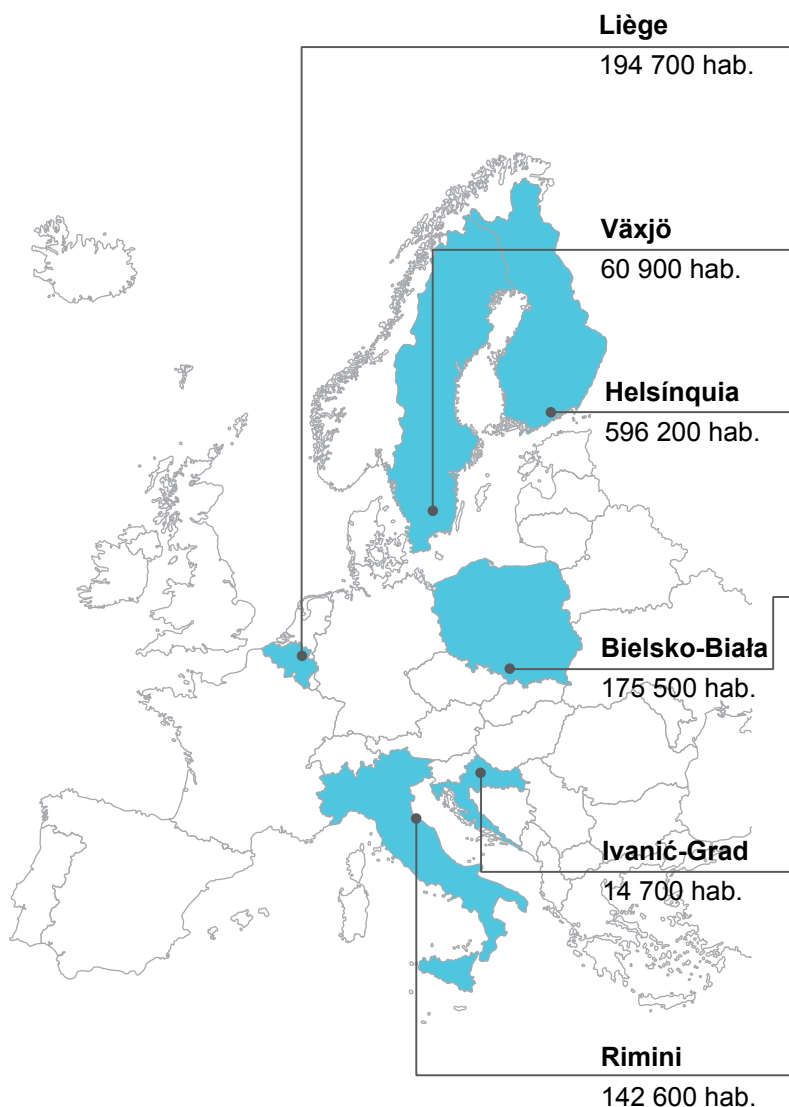 Liège
194 700 hab.
Växjö
60 900 hab.
Helsínquia
596 200 hab.
Bielsko-Biała
175 500 hab.
Ivanić-Grad
14 700 hab.
Rimini
142 600 hab.